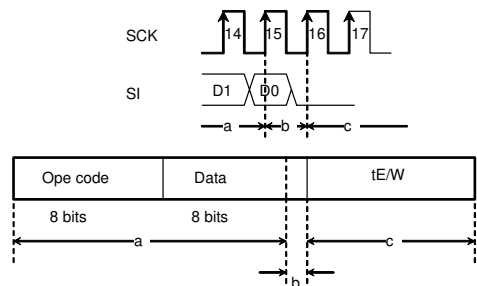 SCK 14 15 16 17
SI D1 D0
a b c
Ope code Data tE/W
8 bits 8 bits
a c
b